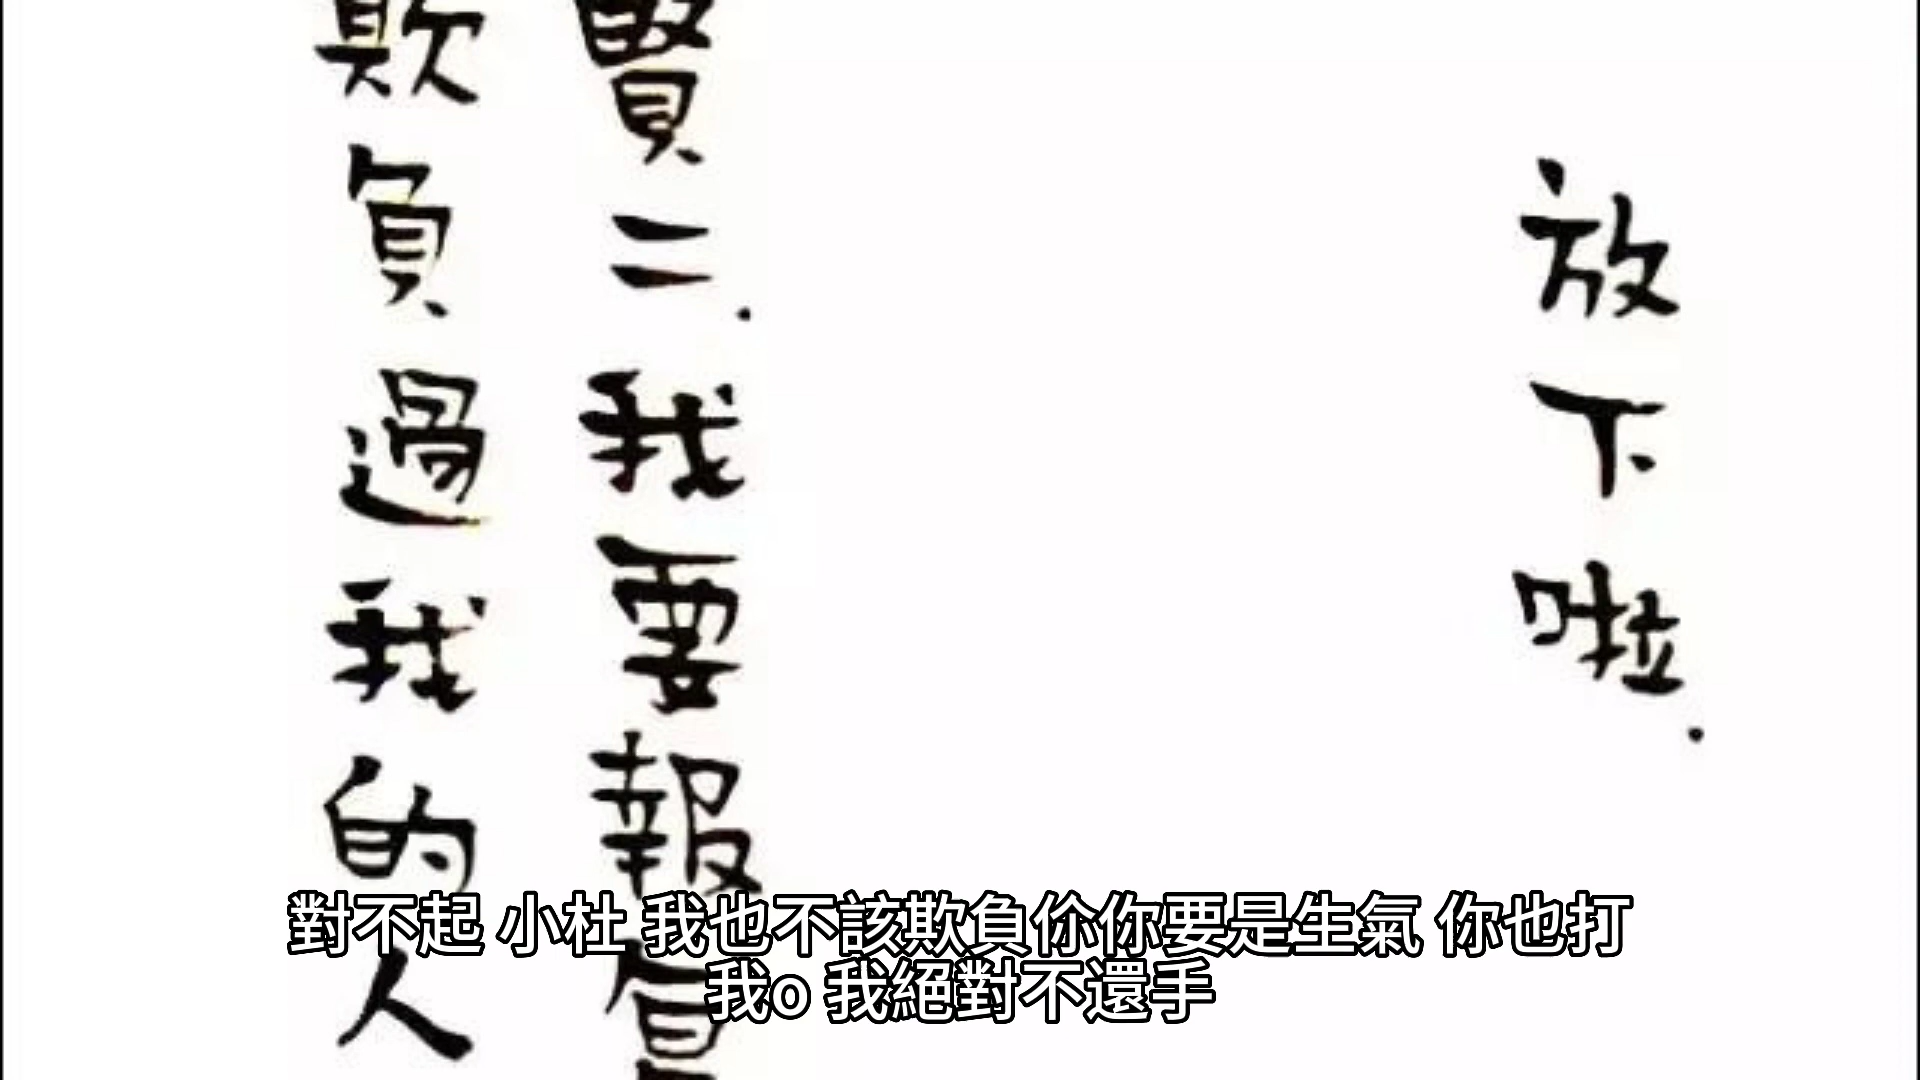 放下啦.
賢二.我要報
欺負過我的人
對不起 小杜 我也不該欺負你你要是生氣 你也打
我o 我絕對不還手